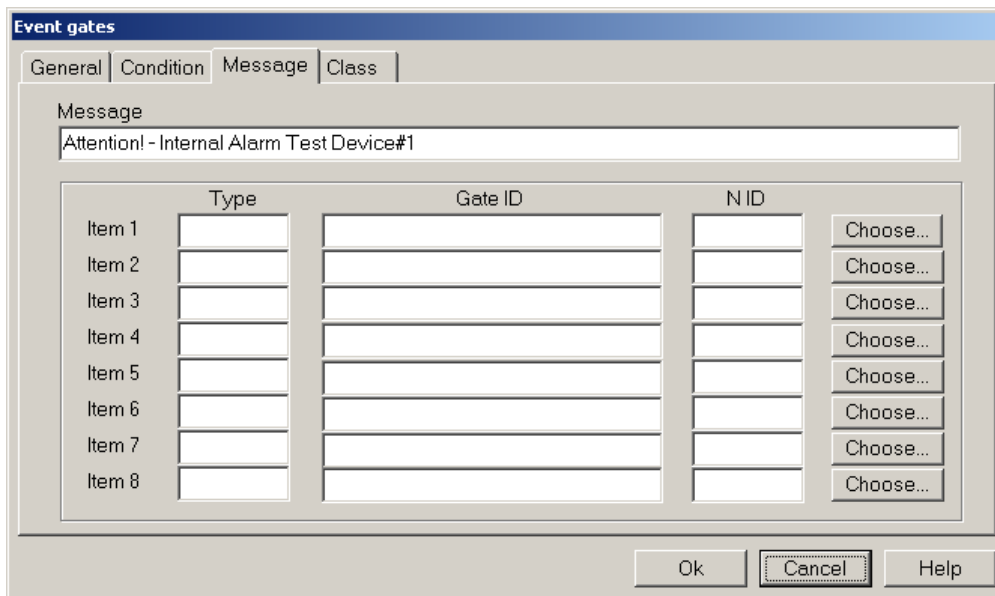 Event gates
General Condition Message Class
Message
Attention! - Internal Alarm Test Device#1
Type Gate ID N ID
Item 1 Choose...
Item 2 Choose...
Item 3 Choose...
Item 4 Choose...
Item 5 Choose...
Item 6 Choose...
Item 7 Choose...
Item 8 Choose...
Ok Cancel Help